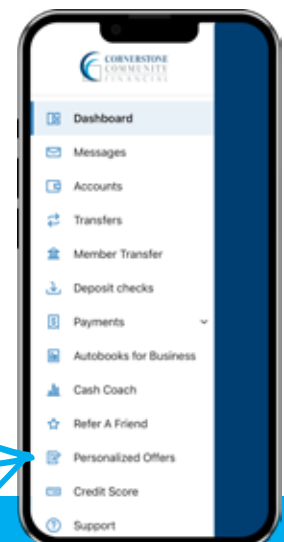 CORNERSTONE
COMMUNITY
FINANCIAL
Dashboard
Messages
Accounts
Transfers
Member Transfer
Deposit checks
Payments
Autobooks for Business
Cash Coach
Refer A Friend
Personalized Offers
Credit Score
Support